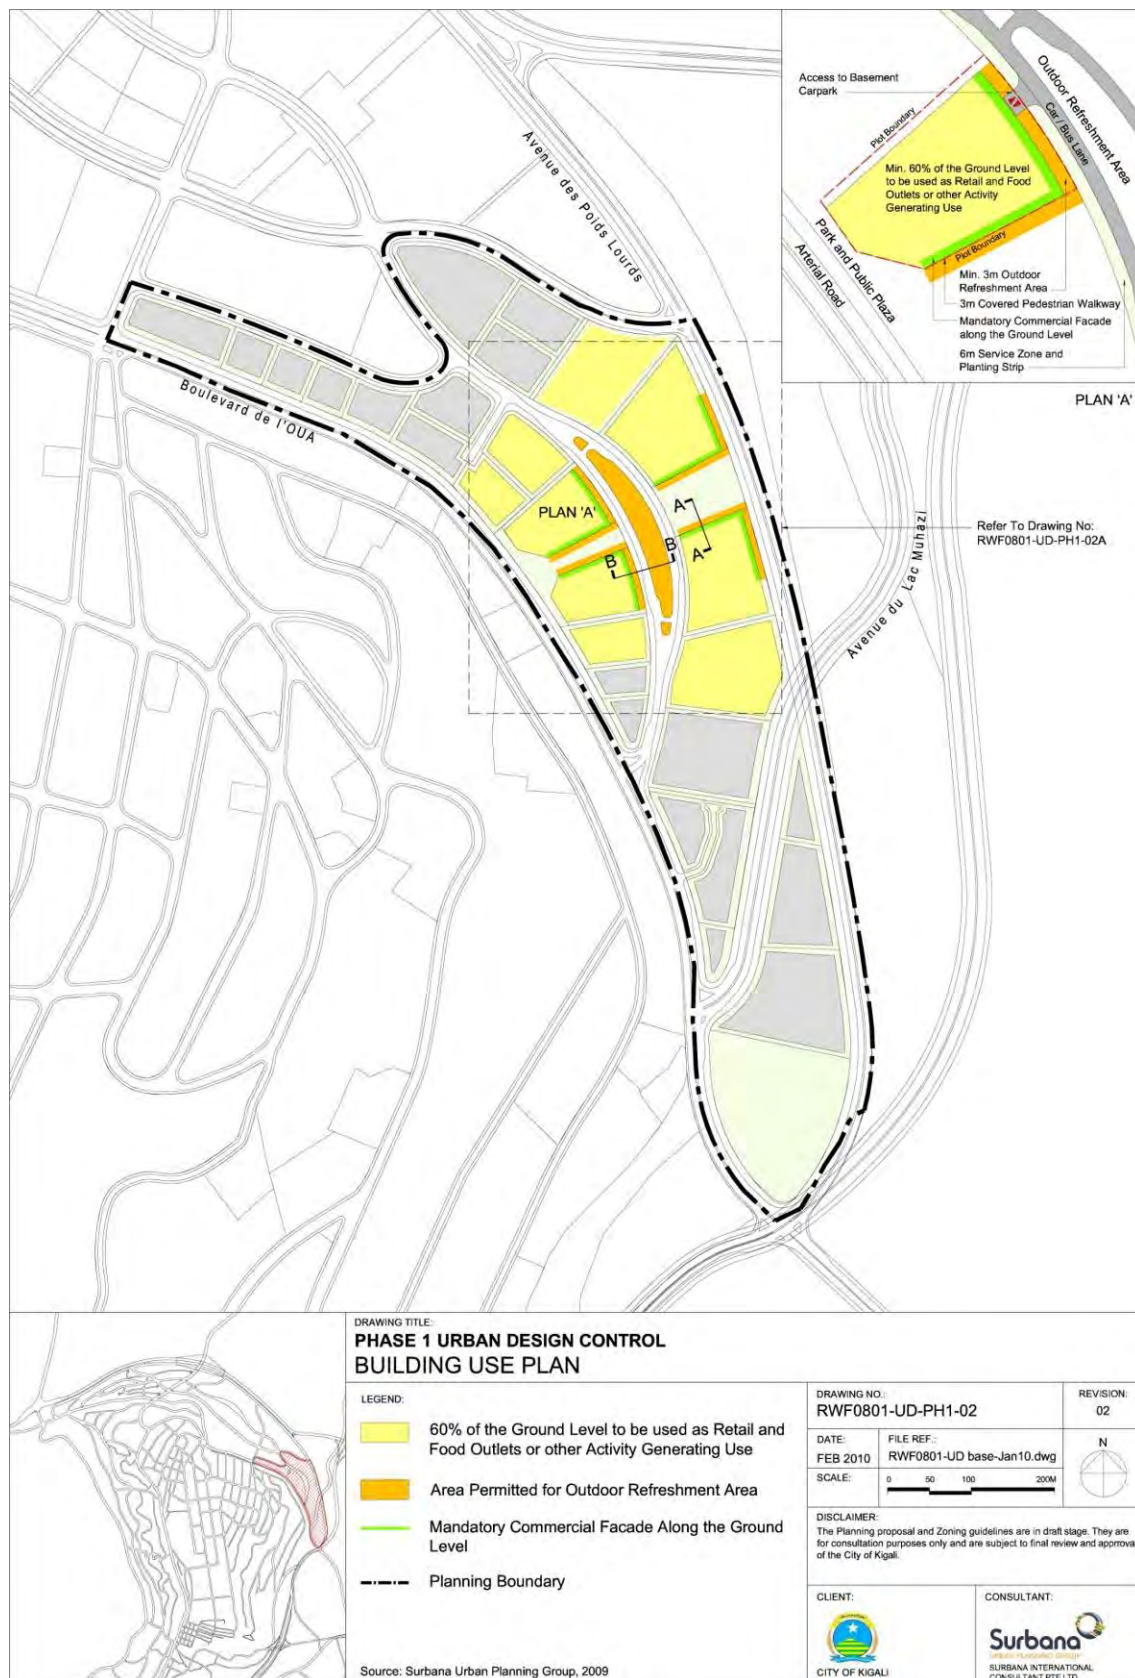 Access to Basement
Carpark
Outdoor Refreshment Area
Car / Bus Lane
Plot Boundary
Min. 60% of the Ground Level
to be used as Retail and Food
Outlets or other Activity
Generating Use
Park and Public Plaza
Arterial Road
Plot Boundary
Min. 3m Outdoor
Refreshment Area
3m Covered Pedestrian Walkway
Mandatory Commercial Facade
along the Ground Level
6m Service Zone and
Planting Strip
PLAN 'A'
Avenue des Poids Lourds
Boulevard de l'OUA
PLAN 'A'
A
A
B
B
Refer To Drawing No:
RWF0801-UD-PH1-02A
Avenue du Lac Muhazi
DRAWING TITLE:
PHASE 1 URBAN DESIGN CONTROL
BUILDING USE PLAN
LEGEND:
60% of the Ground Level to be used as Retail and
Food Outlets or other Activity Generating Use
Area Permitted for Outdoor Refreshment Area
Mandatory Commercial Facade Along the Ground
Level
Planning Boundary
Source: Surbana Urban Planning Group, 2009
DRAWING NO.:
RWF0801-UD-PH1-02
REVISION:
02
DATE:
FEB 2010
FILE REF.:
RWF0801-UD base-Jan10.dwg
N
SCALE:
0 50 100 200M
DISCLAIMER:
The Planning proposal and Zoning guidelines are in draft stage. They are
for consultation purposes only and are subject to final review and approval
of the City of Kigali.
CLIENT:
CITY OF KIGALI
CONSULTANT:
Surbana
URBAN PLANNING GROUP
SURBANA INTERNATIONAL
CONSULTANT PTE LTD